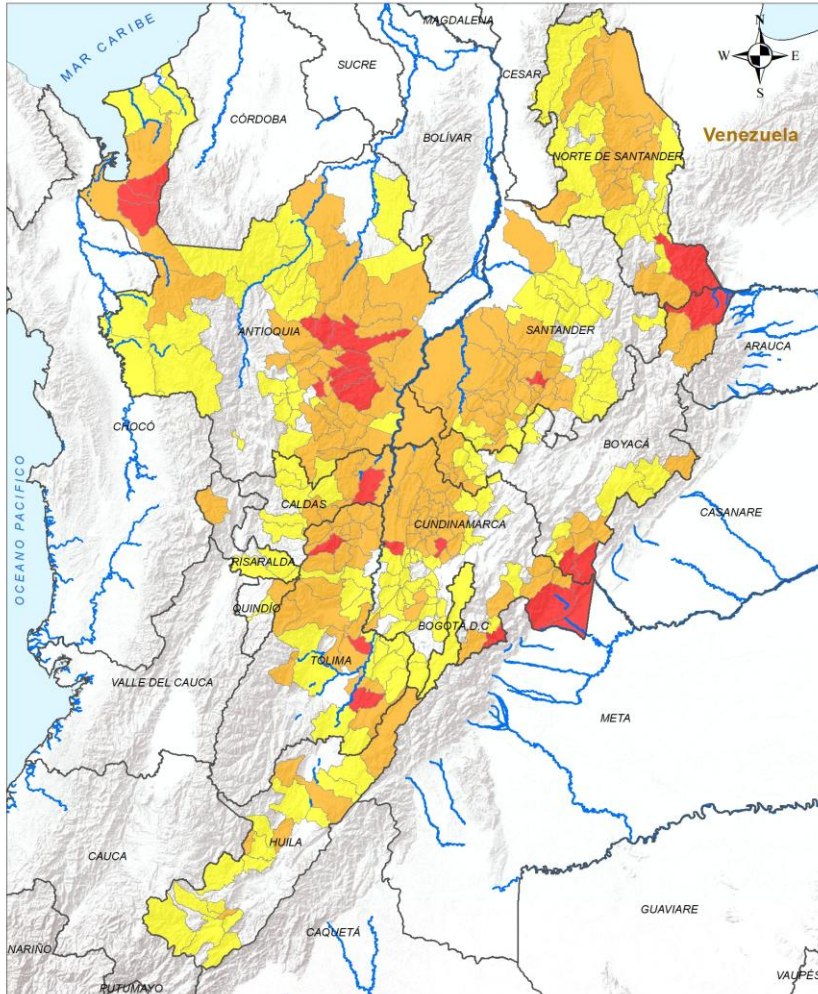 MAGDALENA
N
MAR CARIBE
W
E
S
SUCRE
CESAR
CÓRDOBA
BOLÍVAR
Venezuela
NORTE DE SANTANDER
ANTIOQUIA
SANTANDER
ARAUCA
CHOCÓ
BOYACÁ
OCEANO PACIFICO
CALDAS
CASANARE
CUNDINAMARCA
RISARALDA
QUINDÍO
BOGOTÁ, D.C
TOLIMA
VALLE DEL CAUCA
META
HUILA
CAUCA
GUAVIARE
CAQUETÁ
NARIÑO
VAUPÉS
PUTUMAYO